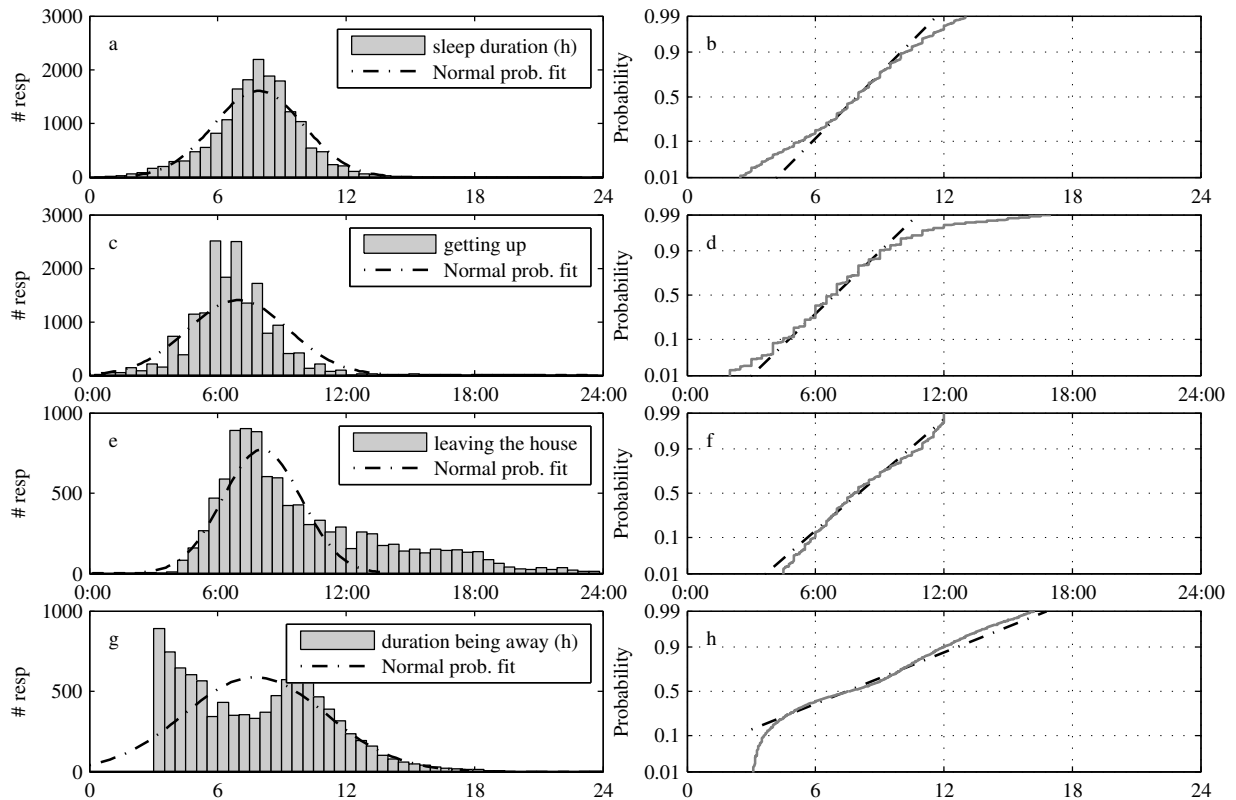 3000
2000
1000
0
# resp
a
sleep duration (h)
Normal prob. fit
0 6 12 18 24
0.99
0.9
0.5
0.1
0.01
Probability
b
0 6 12 18 24
3000
2000
1000
0
# resp
c
getting up
Normal prob. fit
0:00 6:00 12:00 18:00 24:00
0.99
0.9
0.5
0.1
0.01
Probability
d
0:00 6:00 12:00 18:00 24:00
1000
500
0
# resp
e
leaving the house
Normal prob. fit
0:00 6:00 12:00 18:00 24:00
0.99
0.9
0.5
0.1
0.01
Probability
f
0:00 6:00 12:00 18:00 24:00
1000
500
0
# resp
g
duration being away (h)
Normal prob. fit
0 6 12 18 24
0.99
0.9
0.5
0.1
0.01
Probability
h
0 6 12 18 24